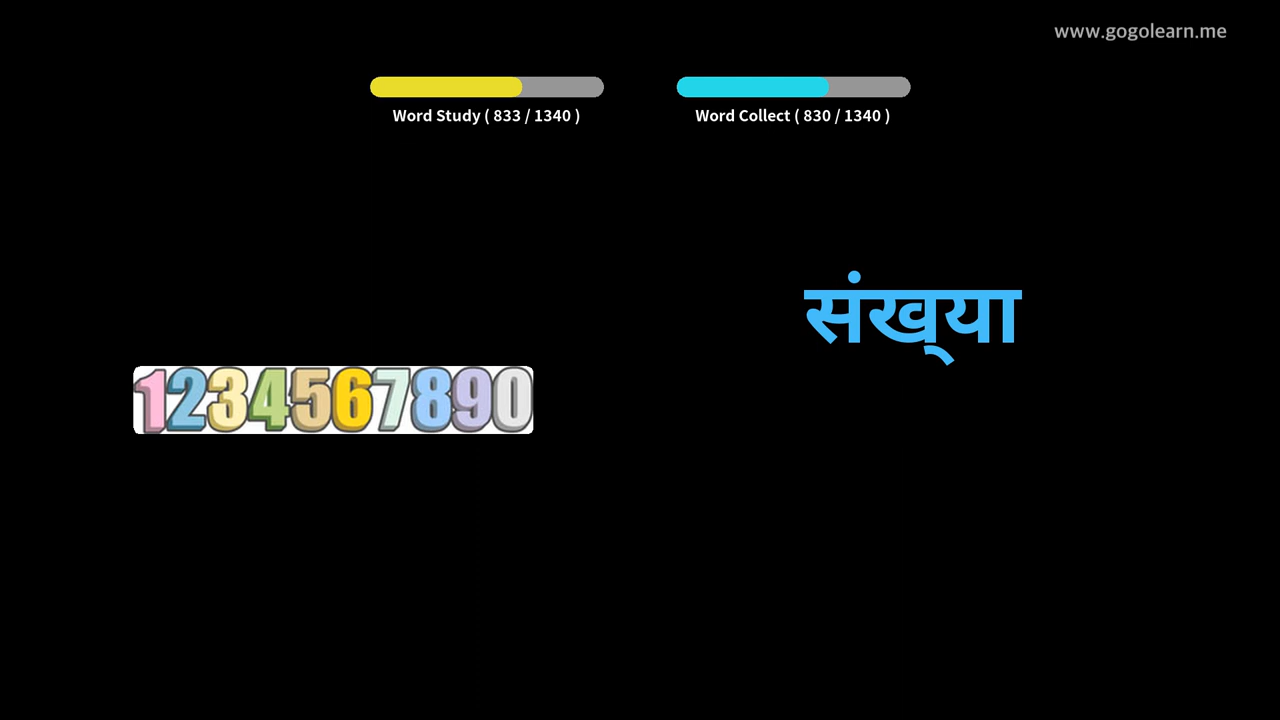 www.gogolearn.me
Word Study ( 833 / 1340 )
Word Collect ( 830 / 1340 )
संख्‌या
1234567890